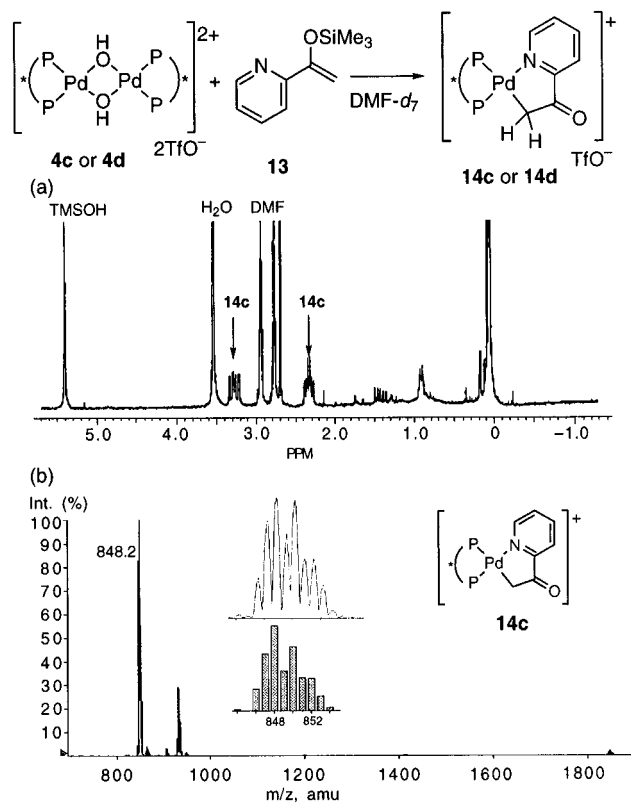 OH
P
P
Pd
Pd
P
P
*
*
O
H
2+
2TfO⁻
4c or 4d
+
OSiMe₃
N
13
DMF-d₇
P
P
*
Pd
N
O
H H
+
TfO⁻
14c or 14d
(a)
TMSOH
H₂O
DMF
14c
14c
5.0 4.0 3.0 2.0 1.0 0 -1.0
PPM
(b)
Int. (%)
100
90
80
70
60
50
40
30
20
10
848.2
848 852
P
P
*
Pd
N
O
+
14c
800 1000 1200 1400 1600 1800
m/z, amu